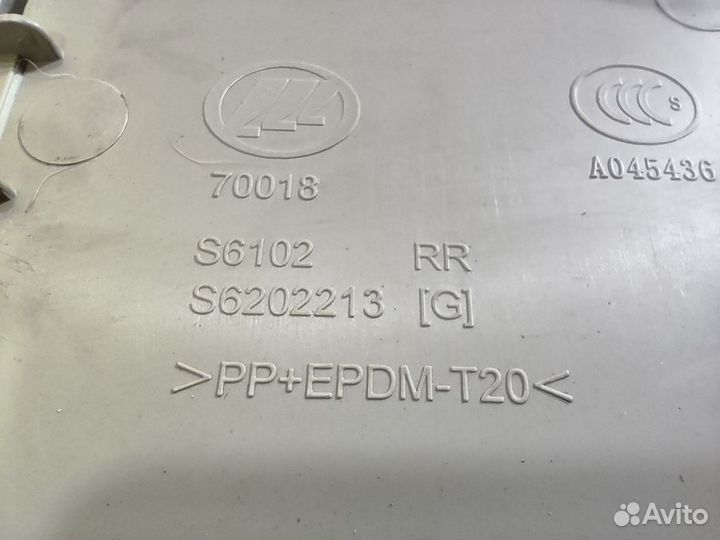 S
70018
A045436
S6102 RR
S6202213 [G]
>PP+EPDM-T20<
Avito